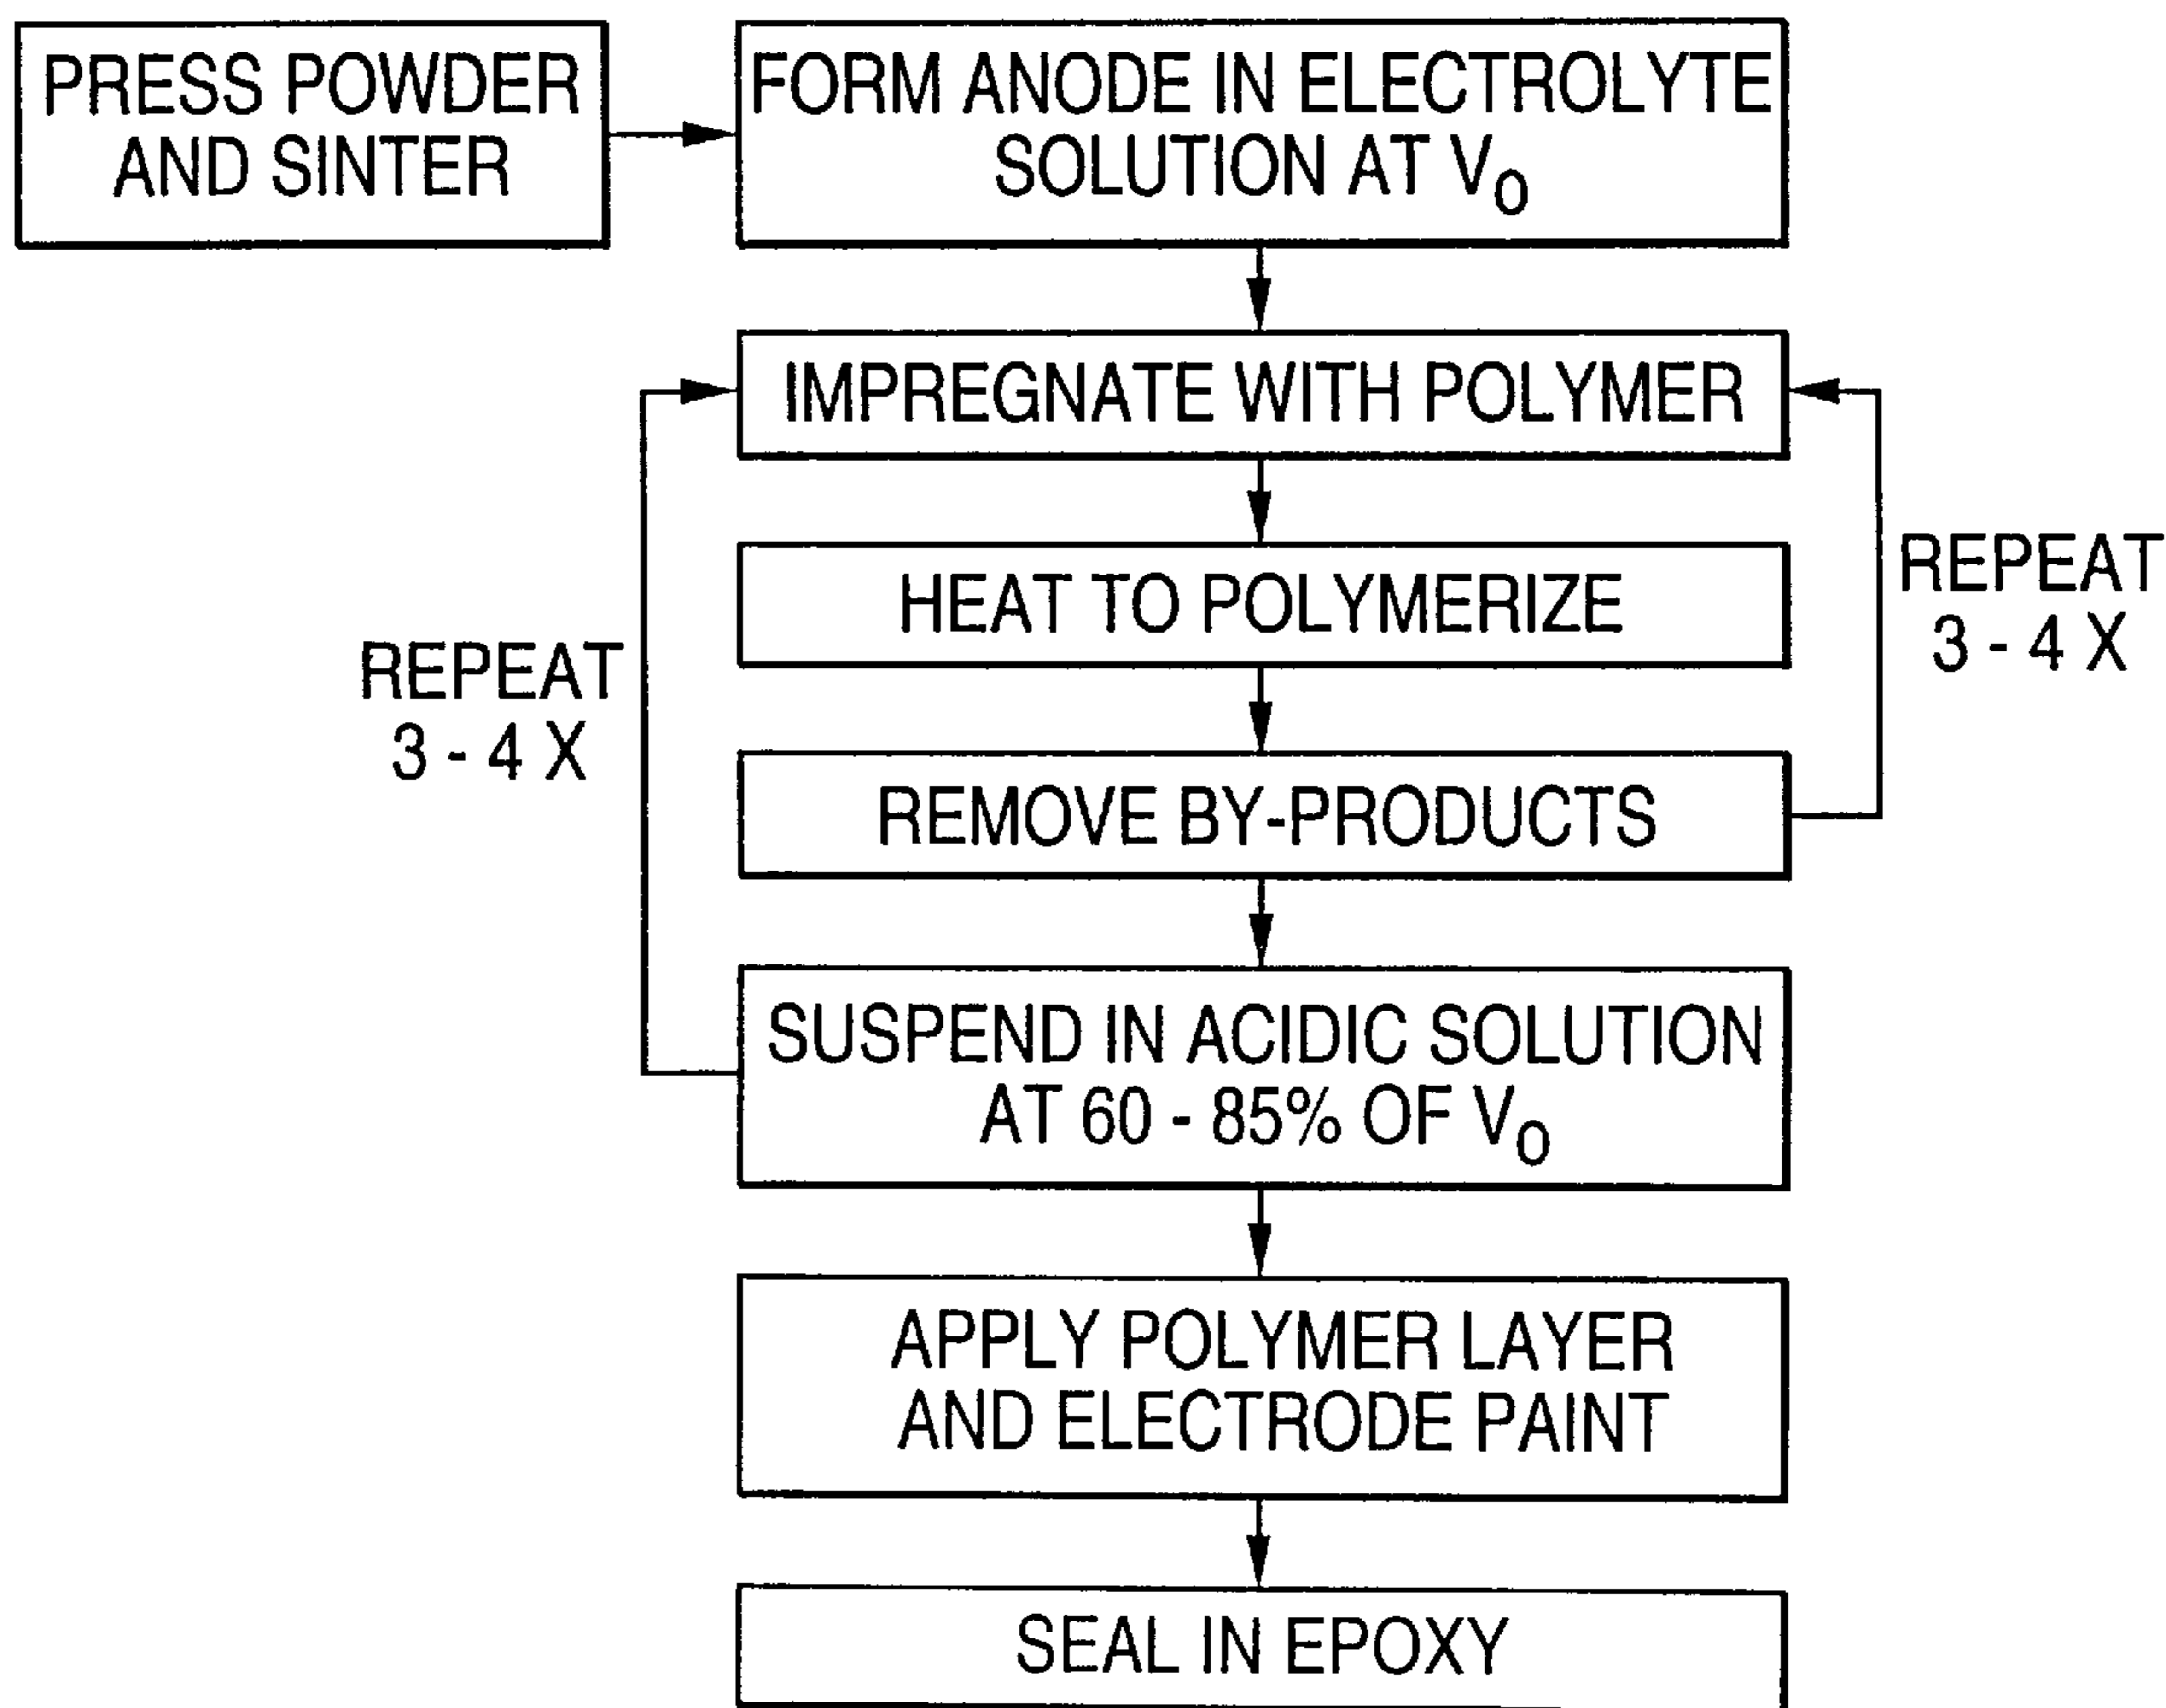 PRESS POWDER
AND SINTER
FORM ANODE IN ELECTROLYTE
SOLUTION AT V₀
IMPREGNATE WITH POLYMER
HEAT TO POLYMERIZE
REPEAT
3 - 4 X
REPEAT
3 - 4 X
REMOVE BY-PRODUCTS
SUSPEND IN ACIDIC SOLUTION
AT 60 - 85% OF V₀
APPLY POLYMER LAYER
AND ELECTRODE PAINT
SEAL IN EPOXY